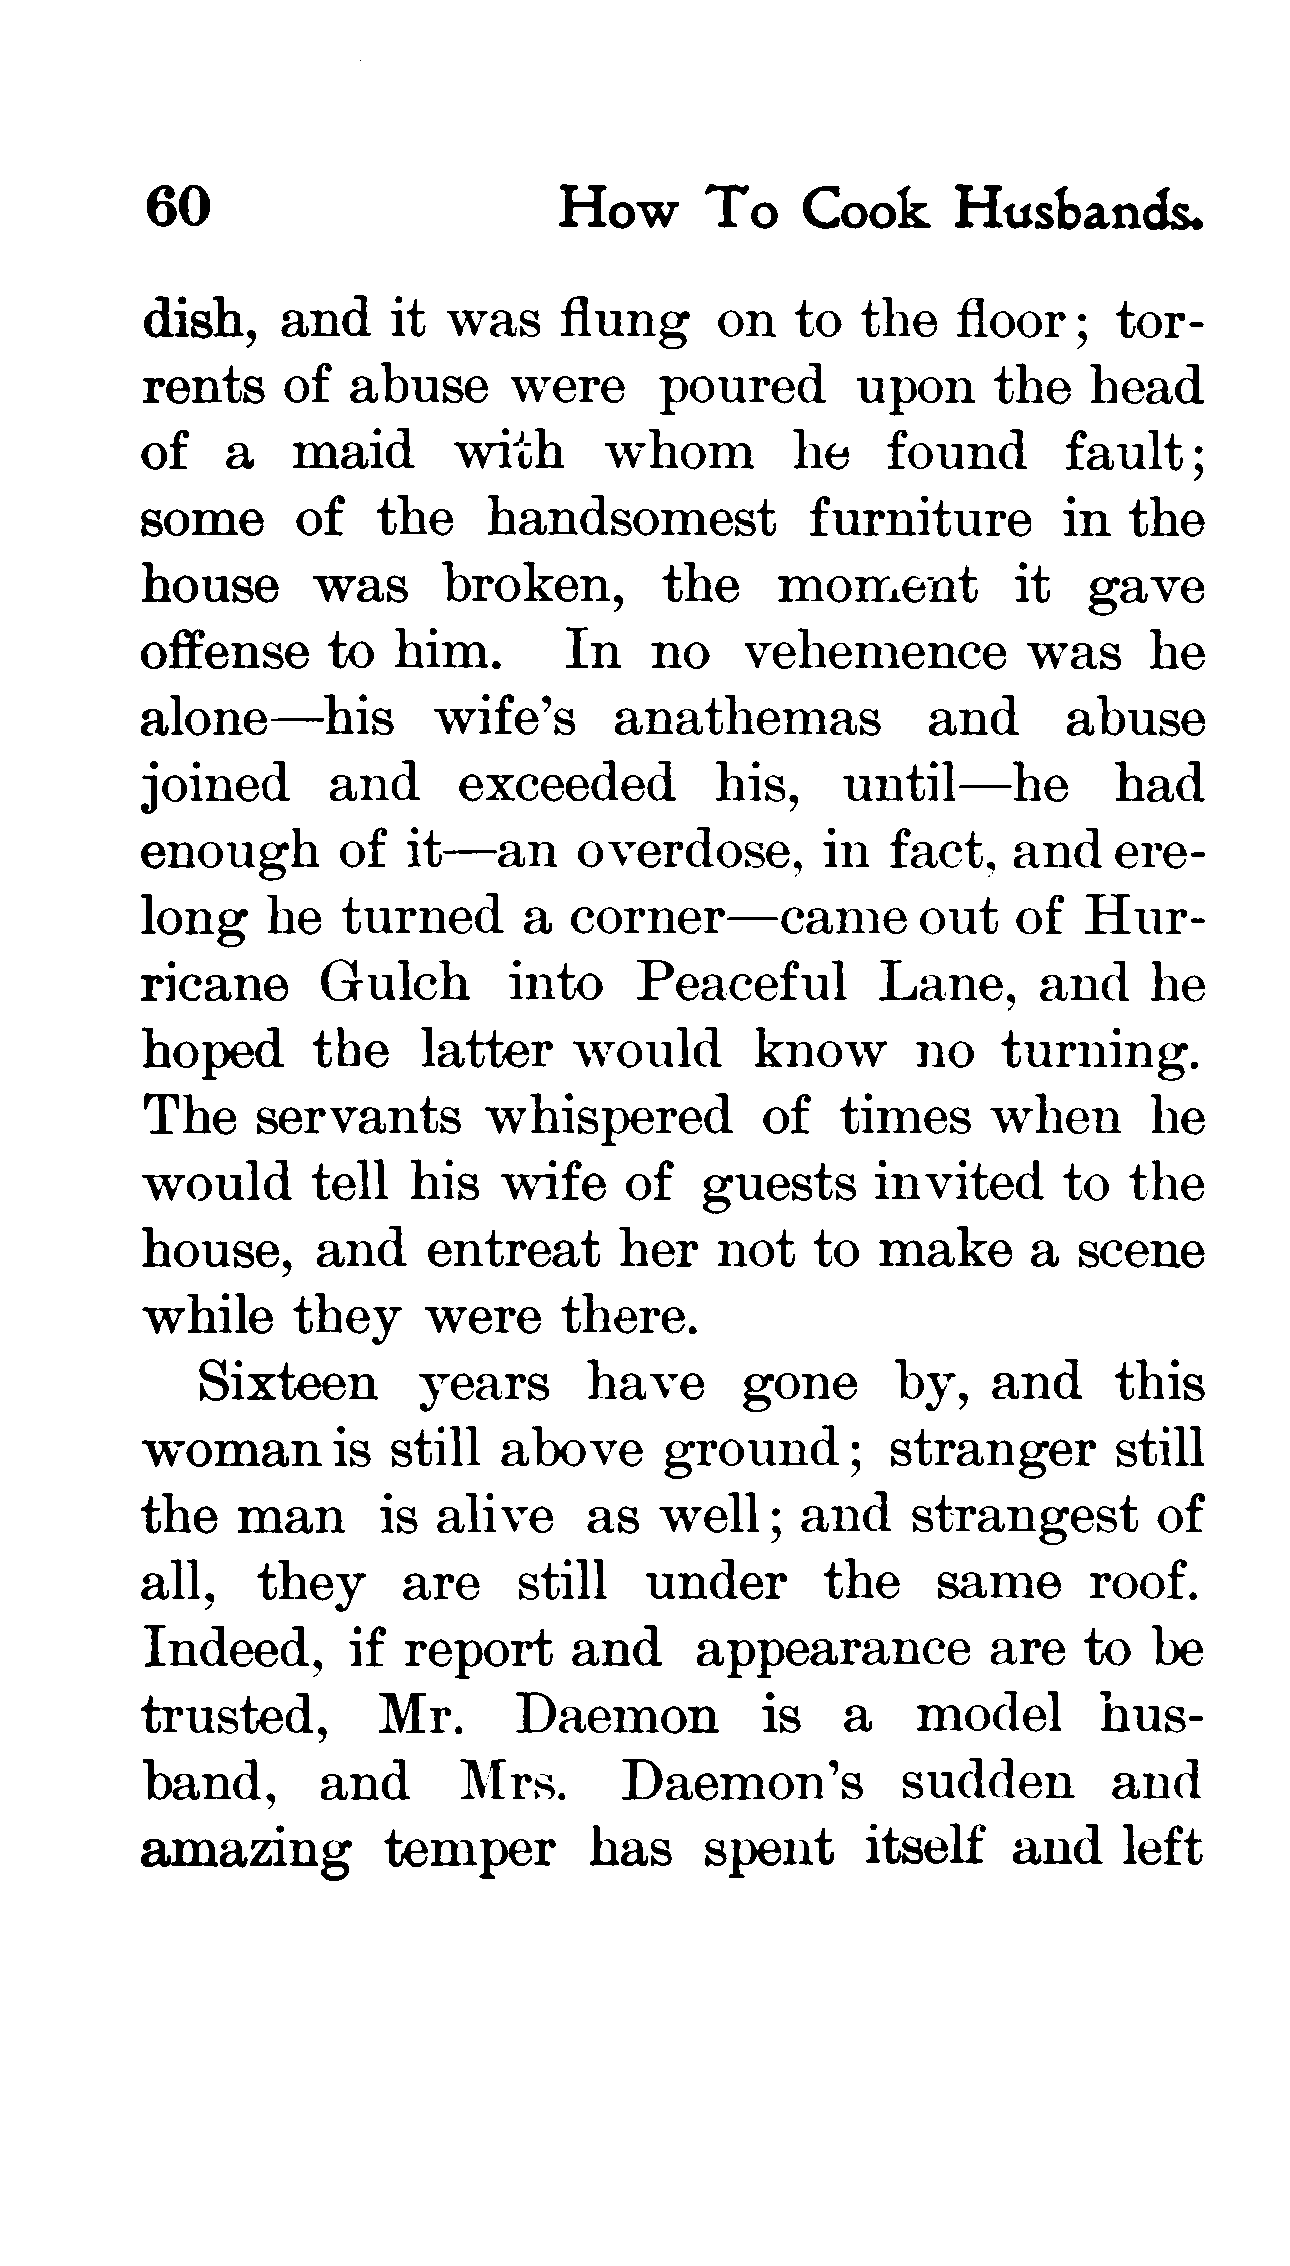 60 How To Cook Husbands.
dish, and it was flung on to the floor; tor-
rents of abuse were poured upon the head
of a maid with whom he found fault;
some of the handsomest furniture in the
house was broken, the moment it gave
offense to him. In no vehemence was he
alone—his wife's anathemas and abuse
joined and exceeded his, until—he had
enough of it—an overdose, in fact, and ere-
long he turned a corner—came out of Hur-
ricane Gulch into Peaceful Lane, and he
hoped the latter would know no turning.
The servants whispered of times when he
would tell his wife of guests invited to the
house, and entreat her not to make a scene
while they were there.
Sixteen years have gone by, and this
woman is still above ground; stranger still
the man is alive as well; and strangest of
all, they are still under the same roof.
Indeed, if report and appearance are to be
trusted, Mr. Daemon is a model hus-
band, and Mrs. Daemon's sudden and
amazing temper has spent itself and left